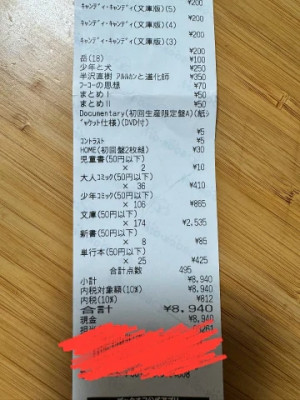 ¥200
キャンディ・キャンディ(文庫版)(5)
¥200
キャンディ・キャンディ(文庫版)(4)
¥200
キャンディ・キャンディ(文庫版)(3)
¥200
岳(18) ¥100
少年と犬 ¥250
半沢直樹 アルルカンと道化師 ¥350
フーコーの思想 ¥70
まとめⅠ ¥50
まとめⅡ ¥50
Documentary(初回生産限定盤A)(紙ジ
ャケット仕様)(DVD付)
¥5
コントラスト ¥5
HOME(初回盤2枚組) ¥30
児童書(50円以下)
× 2 ¥10
大人コミック(50円以下)
× 36 ¥410
少年コミック(50円以下)
× 106 ¥865
文庫(50円以下)
× 174 ¥2,535
新書(50円以下)
× 8 ¥85
単行本(50円以下)
× 25 ¥425
合計点数 495
小計 ¥8,940
内税対象額(10%) ¥8,940
内税(10%) ¥812
合計 ¥8,940
現金 ¥8,940
担